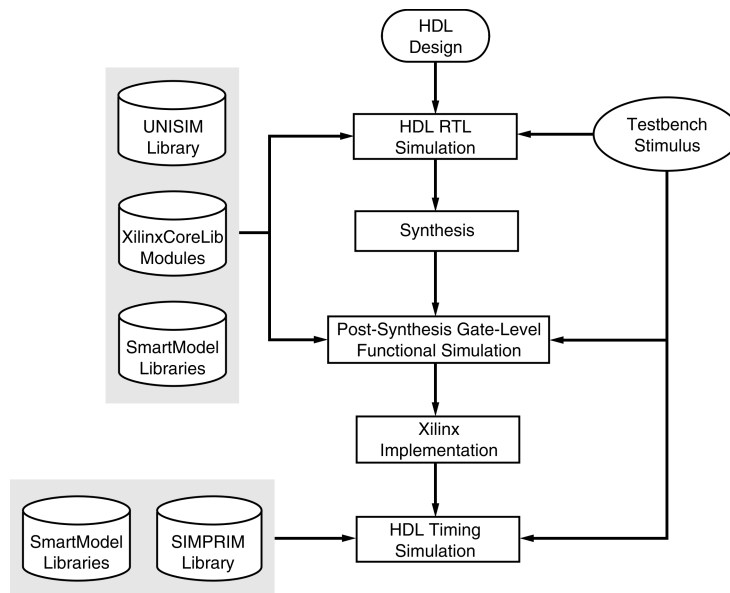 HDL
Design
UNISIM
Library
HDL RTL
Simulation
Testbench
Stimulus
XilinxCoreLib
Modules
Synthesis
SmartModel
Libraries
Post-Synthesis Gate-Level
Functional Simulation
Xilinx
Implementation
SmartModel
Libraries
SIMPRIM
Library
HDL Timing
Simulation